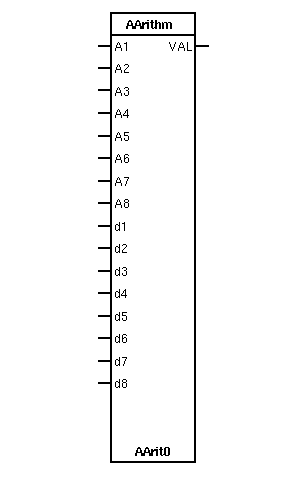 AArithm
A1 VAL
A2
A3
A4
A5
A6
A7
A8
d1
d2
d3
d4
d5
d6
d7
d8
AArit0